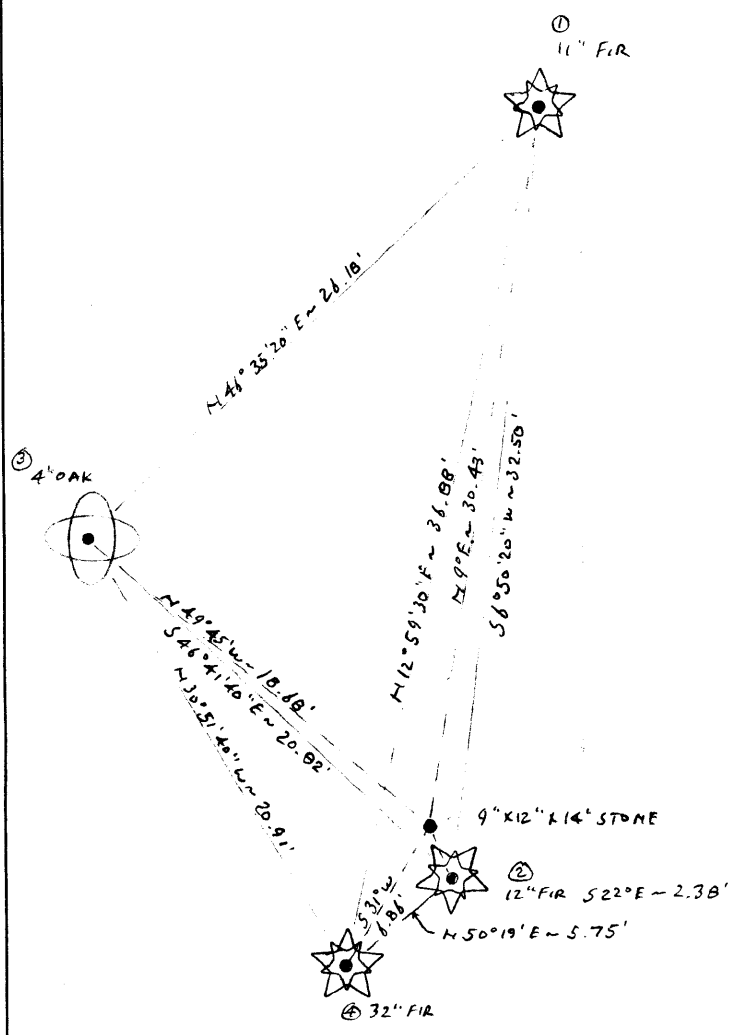 ①
11" FIR
N 46° 35' 20" E ~ 26.18'
③
4" OAK
N 12° 59' 30" E ~ 36.88'
N 9° E ~ 30.43'
S 6° 50' 20" W ~ 32.50'
N 49° 45' W ~ 18.68'
S 46° 41' 40" E ~ 20.82'
N 30° 51' 40" W ~ 20.91'
9" X 12" X 14" STONE
②
12" FIR S 22° E ~ 2.38'
S 31° W
6.86'
N 50° 19' E ~ 5.75'
④ 32" FIR